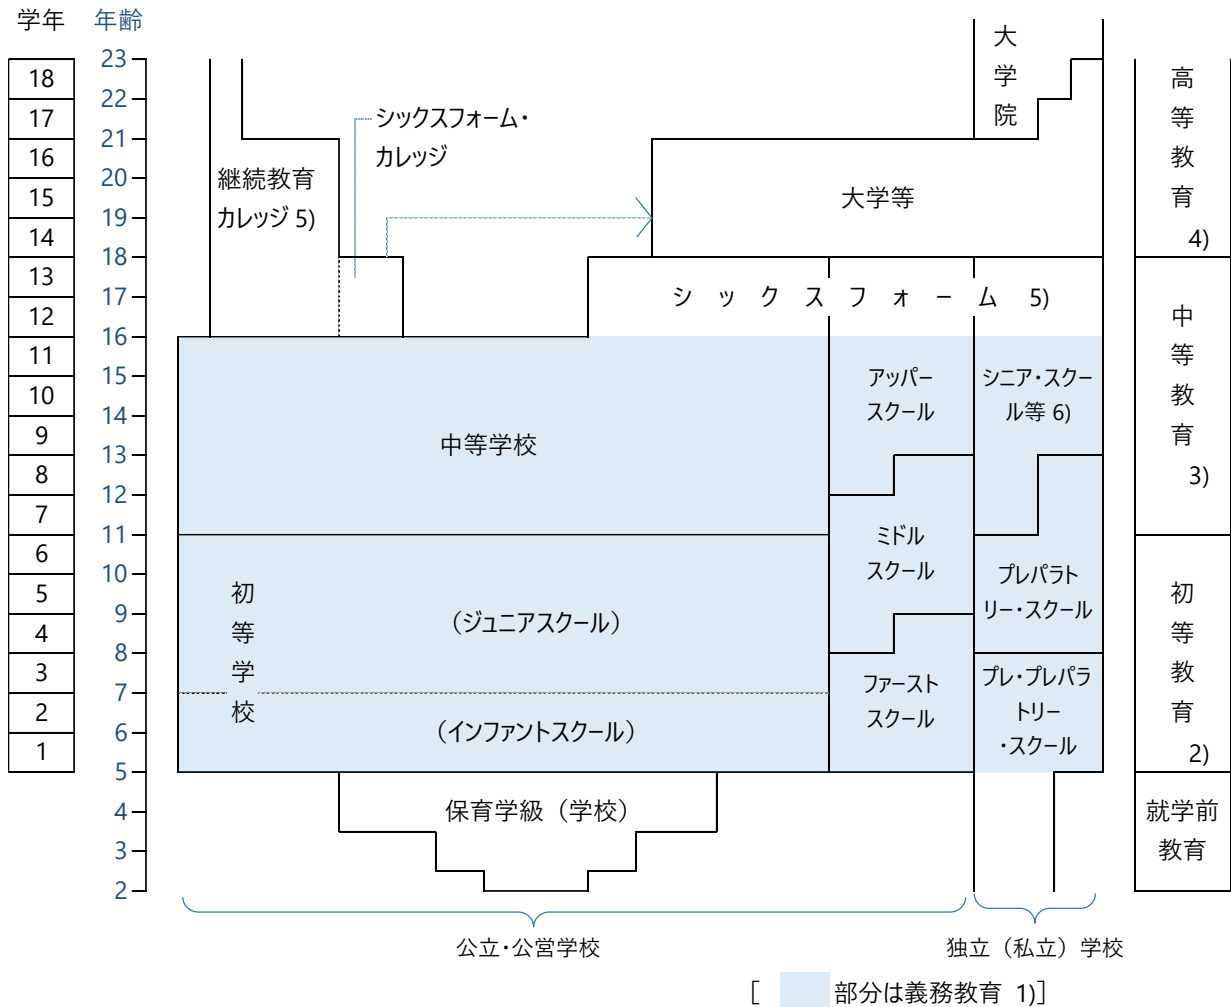 学年 年齢
23
18
22
17
21
16
20
15
19
14
18
13
17
12
16
11
15
10
14
9
13
8
12
7
11
6
10
5
9
4
8
3
7
2
6
1
5
4
3
2
大
学
院
シックスフォーム・
カレッジ
継続教育
カレッジ 5)
大学等
シックスフォーム 5)
中等学校
アッパー
スクール
シニア・スクー
ル等 6)
ミドル
スクール
プレパラト
リー・スクール
初
等
学
校
（ジュニアスクール）
（インファントスクール）
ファースト
スクール
プレ・プレパラ
トリー
・スクール
保育学級（学校）
高
等
教
育
4)
中
等
教
育
3)
初
等
教
育
2)
就学前
教育
公立・公営学校
独立（私立）学校
[ 部分は義務教育 1)]